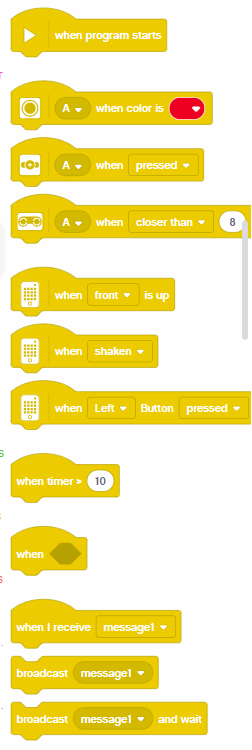 when program starts
A when color is
A when pressed
A when closer than 8
when front is up
when shaken
when Left Button pressed
when timer > 10
when
when I receive message1
broadcast message1
broadcast message1 and wait